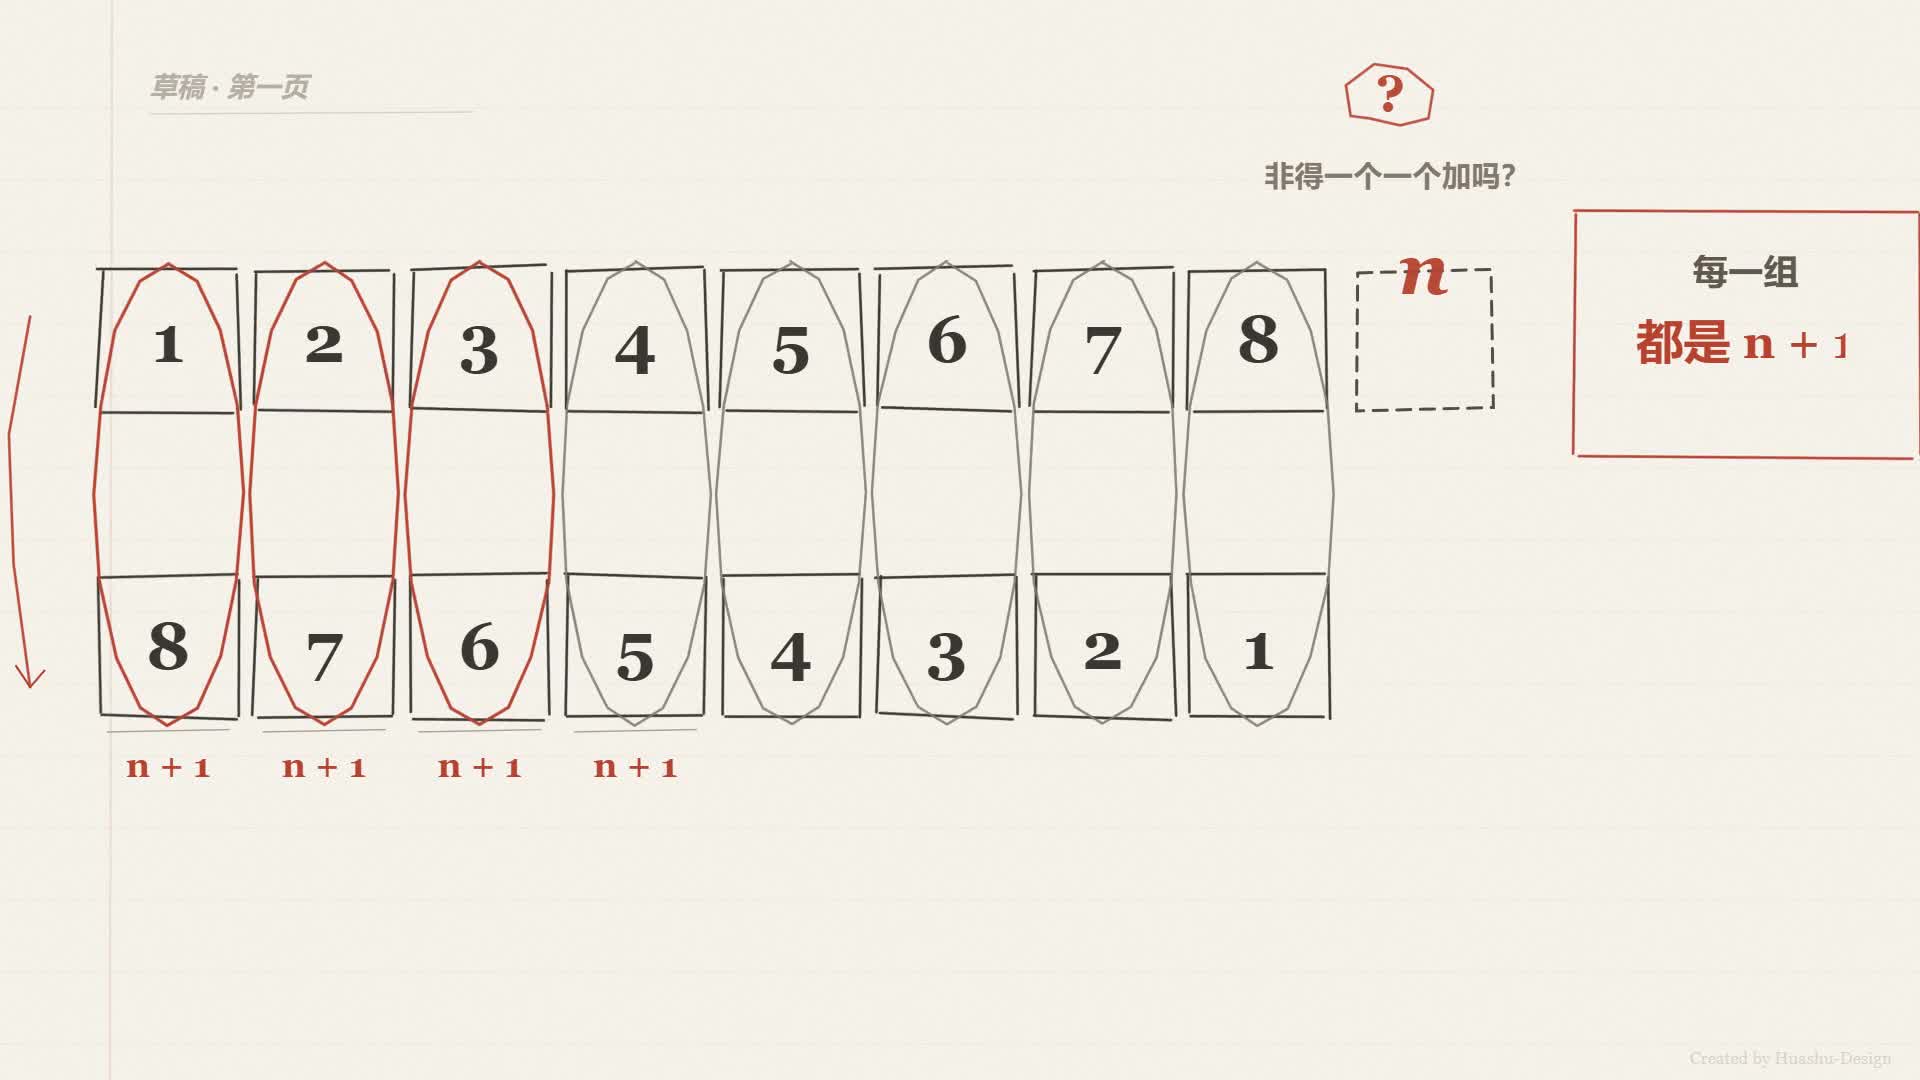 草稿 · 第一页
?
非得一个一个加吗?
1 2 3 4 5 6 7 8 n
每一组
都是 n + 1
8 7 6 5 4 3 2 1
n + 1 n + 1 n + 1 n + 1
Created by Huashu-Design